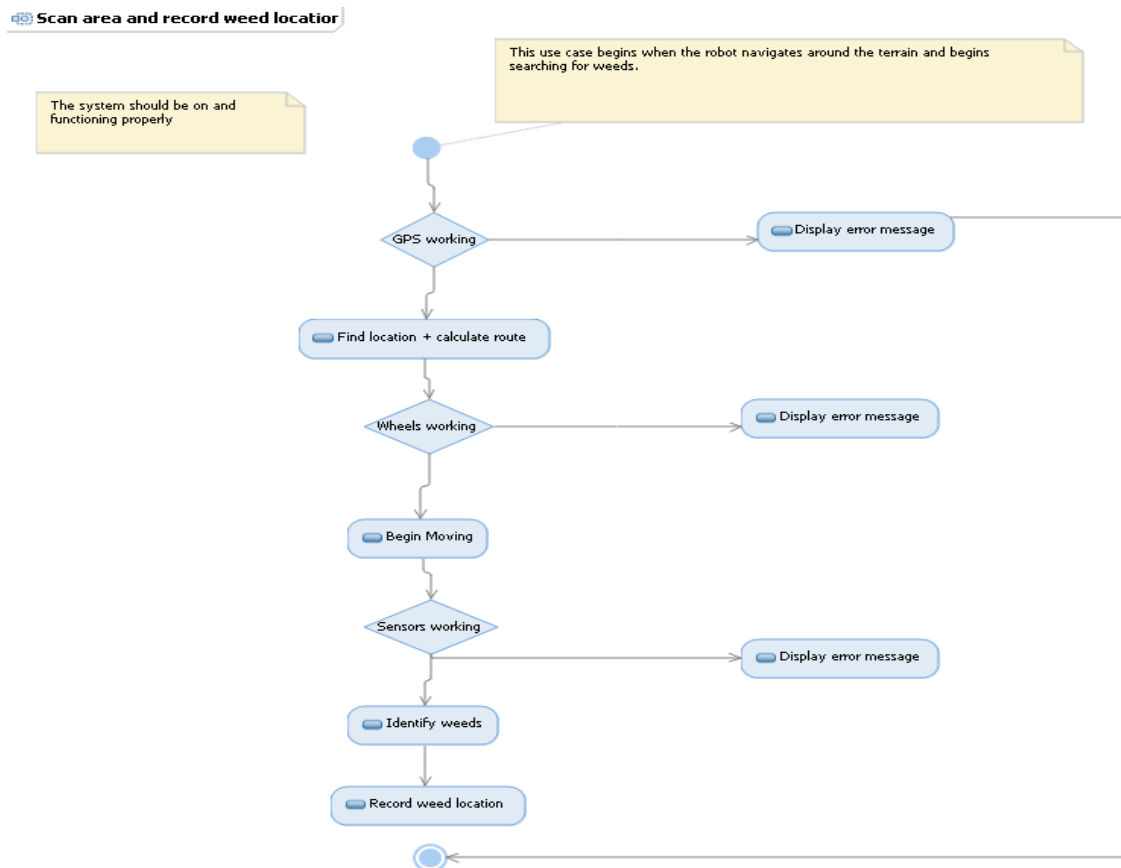 Scan area and record weed location
This use case begins when the robot navigates around the terrain and begins
searching for weeds.
The system should be on and
functioning properly
GPS working
Display error message
Find location + calculate route
Wheels working
Display error message
Begin Moving
Sensors working
Display error message
Identify weeds
Record weed location